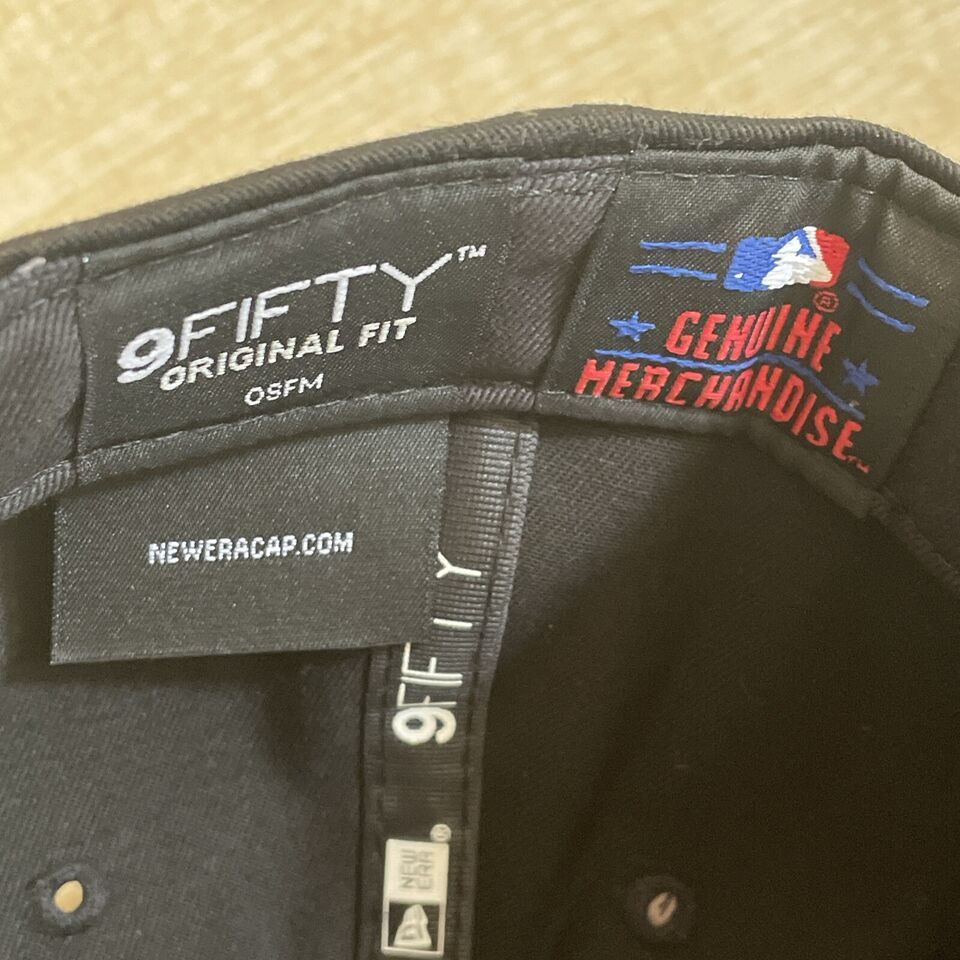 9FIFTY™
ORIGINAL FIT
OSFM
®
GENUINE
MERCHANDISE™
NEWERACAP.COM
9FIFTY
NEW
ERA
®